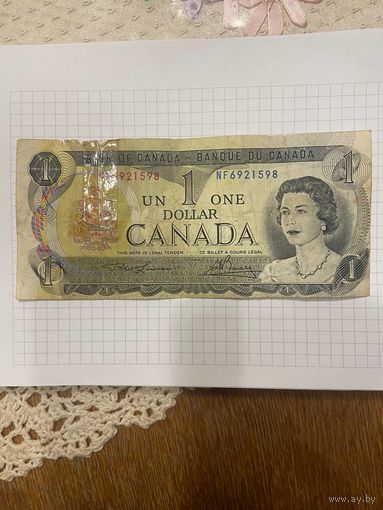 BANK OF CANADA – BANQUE DU CANADA
6921598 NF6921598
1 1
UN 1 ONE
DOLLAR
CANADA
THIS NOTE IS LEGAL TENDER CE BILLET A COURS LÉGAL
1 1
www.ay.by